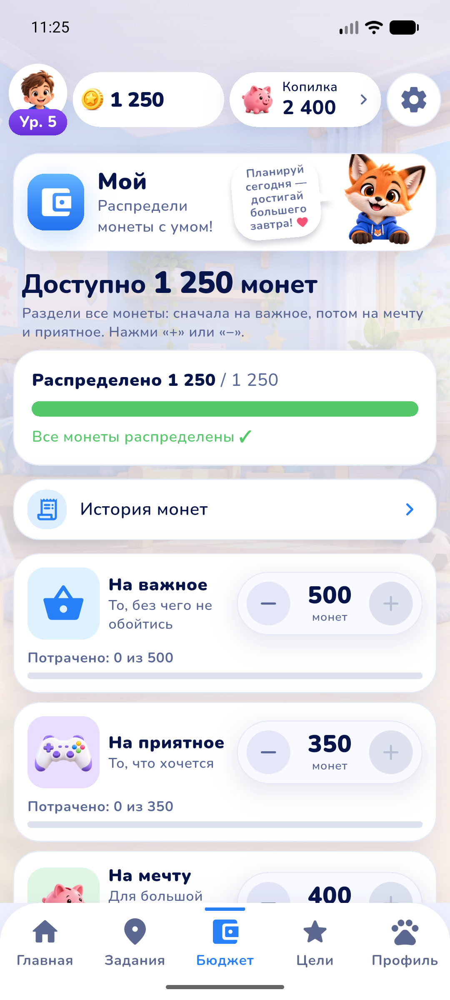 11:25
Ур. 5
1 250
Копилка
2 400
Мой
Распредели
монеты с умом!
Планируй
сегодня —
достигай
большего
завтра! ❤
Доступно 1 250 монет
Раздели все монеты: сначала на важное, потом на мечту
и приятное. Нажми «+» или «−».
Распределено 1 250 / 1 250
Все монеты распределены ✓
История монет
На важное
То, без чего не
обойтись
500
монет
Потрачено: 0 из 500
На приятное
То, что хочется
350
монет
Потрачено: 0 из 350
На мечту
Для большой
400
Главная
Задания
Бюджет
Цели
Профиль